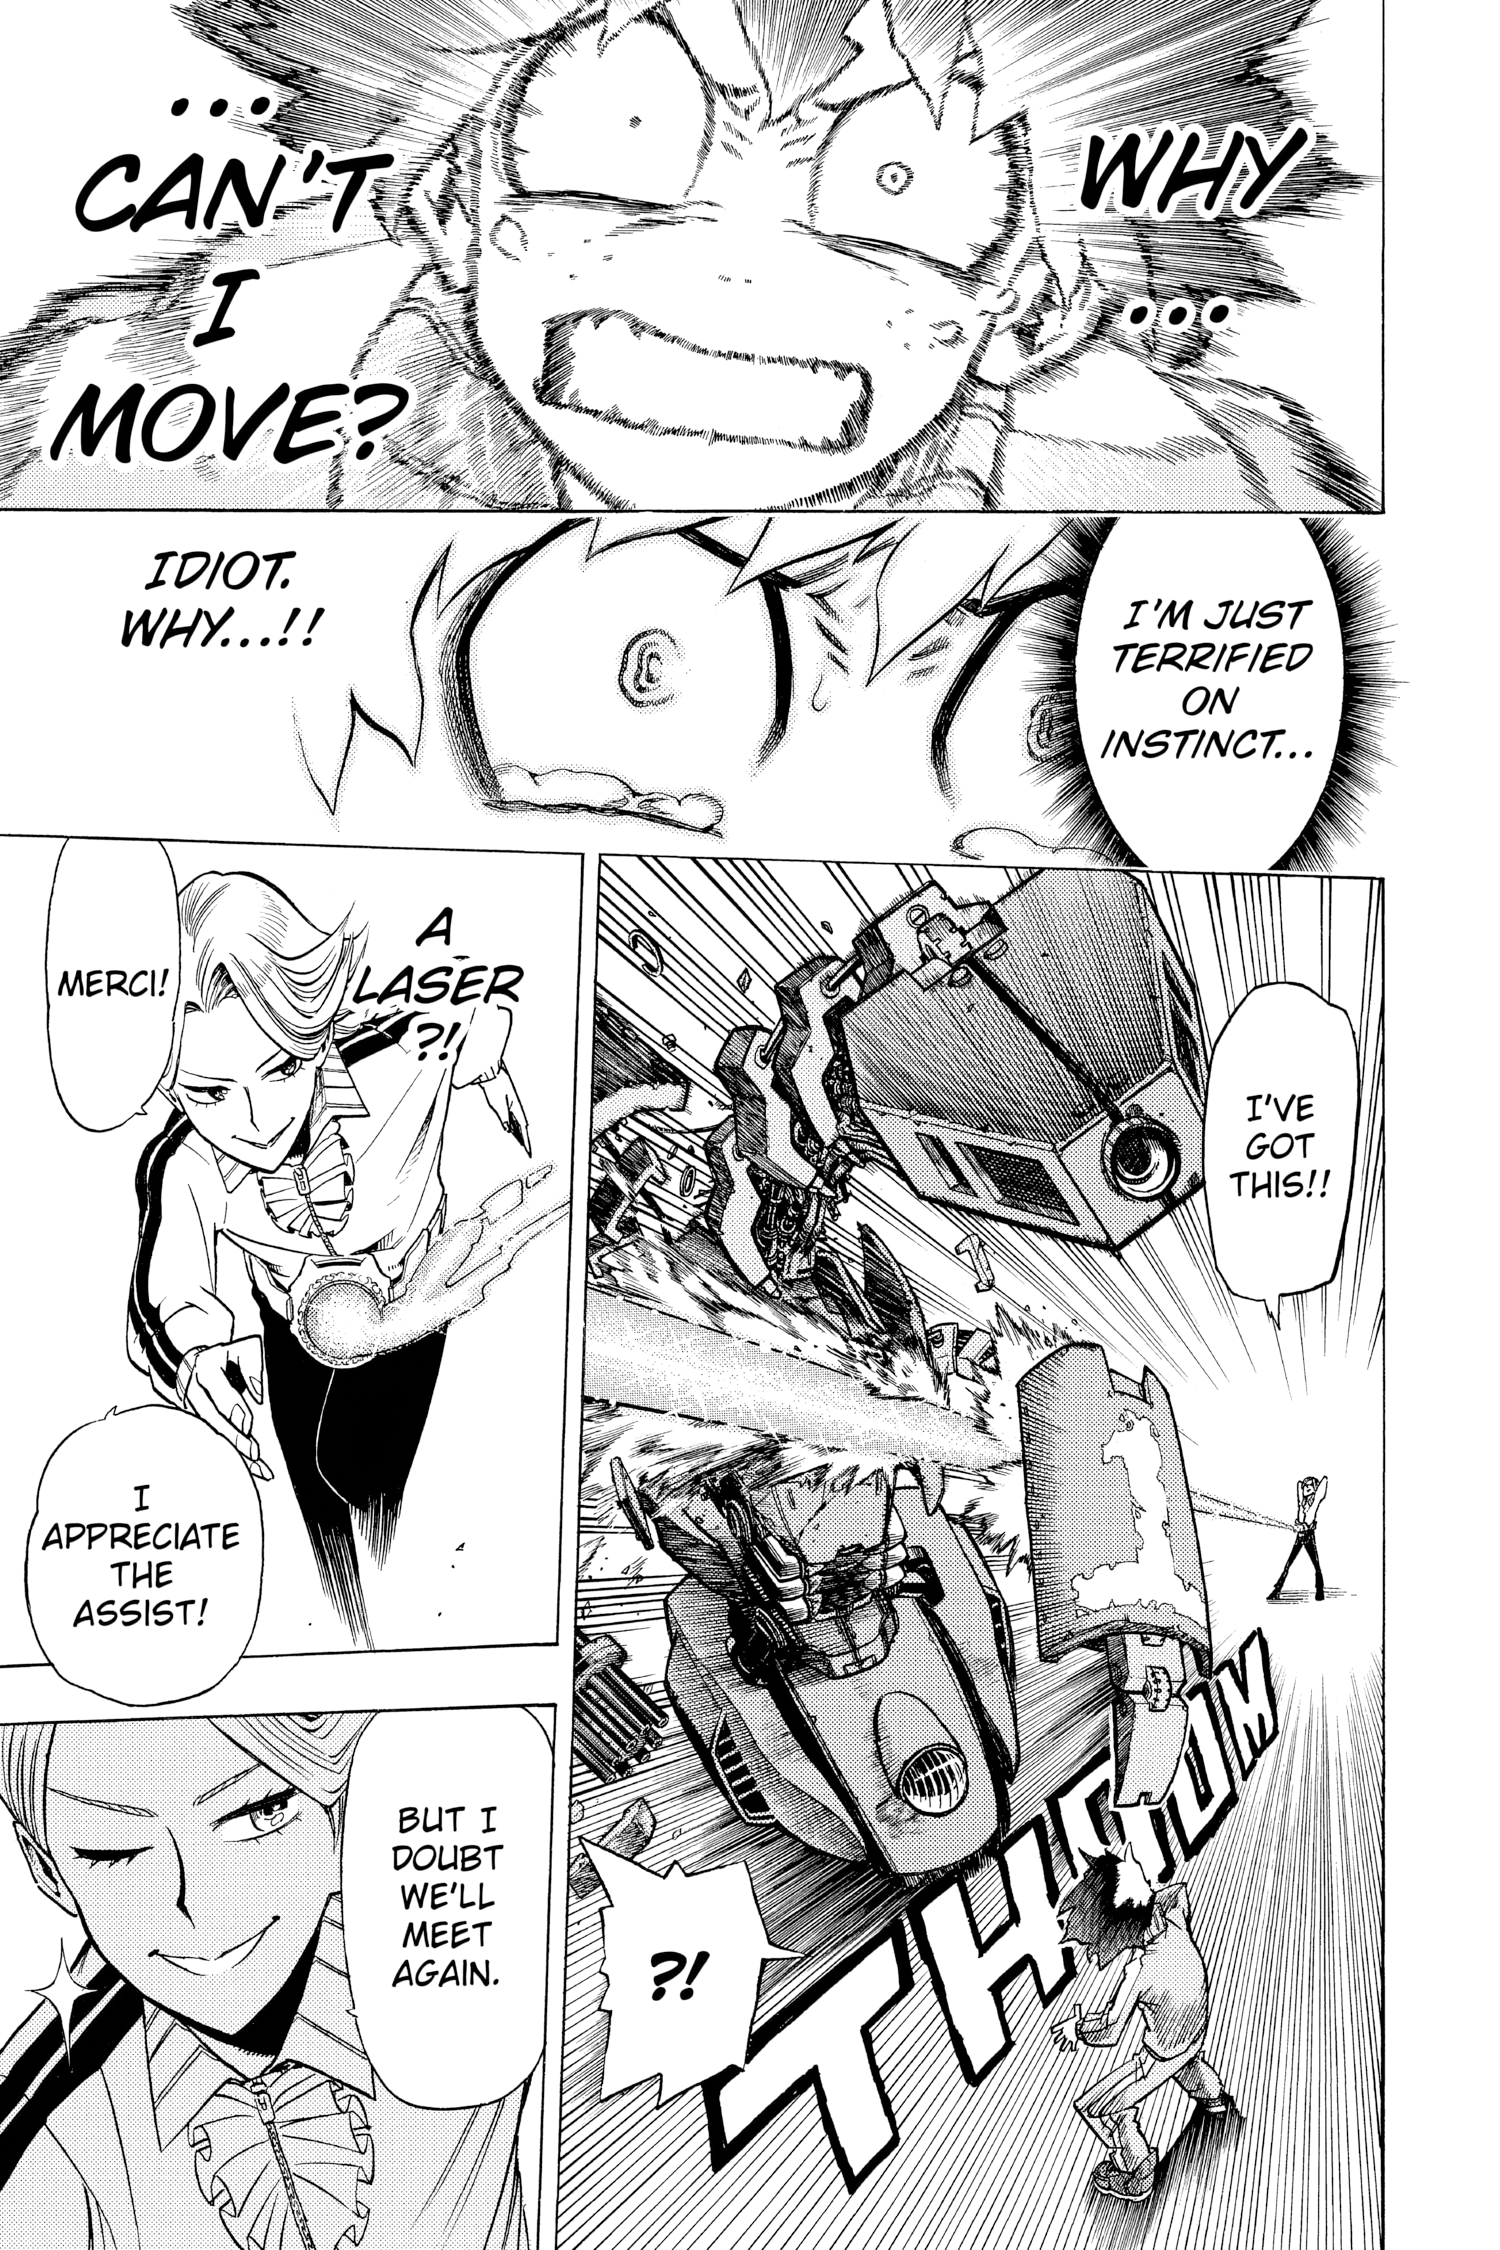 WHY
...
...
CAN'T
I
MOVE?
I'M JUST
TERRIFIED
ON
INSTINCT...
IDIOT.
WHY...!!
I'VE
GOT
THIS!!
THOOM
?!
A
LASER
?!
MERCI!
I
APPRECIATE
THE
ASSIST!
BUT I
DOUBT
WE'LL
MEET
AGAIN.